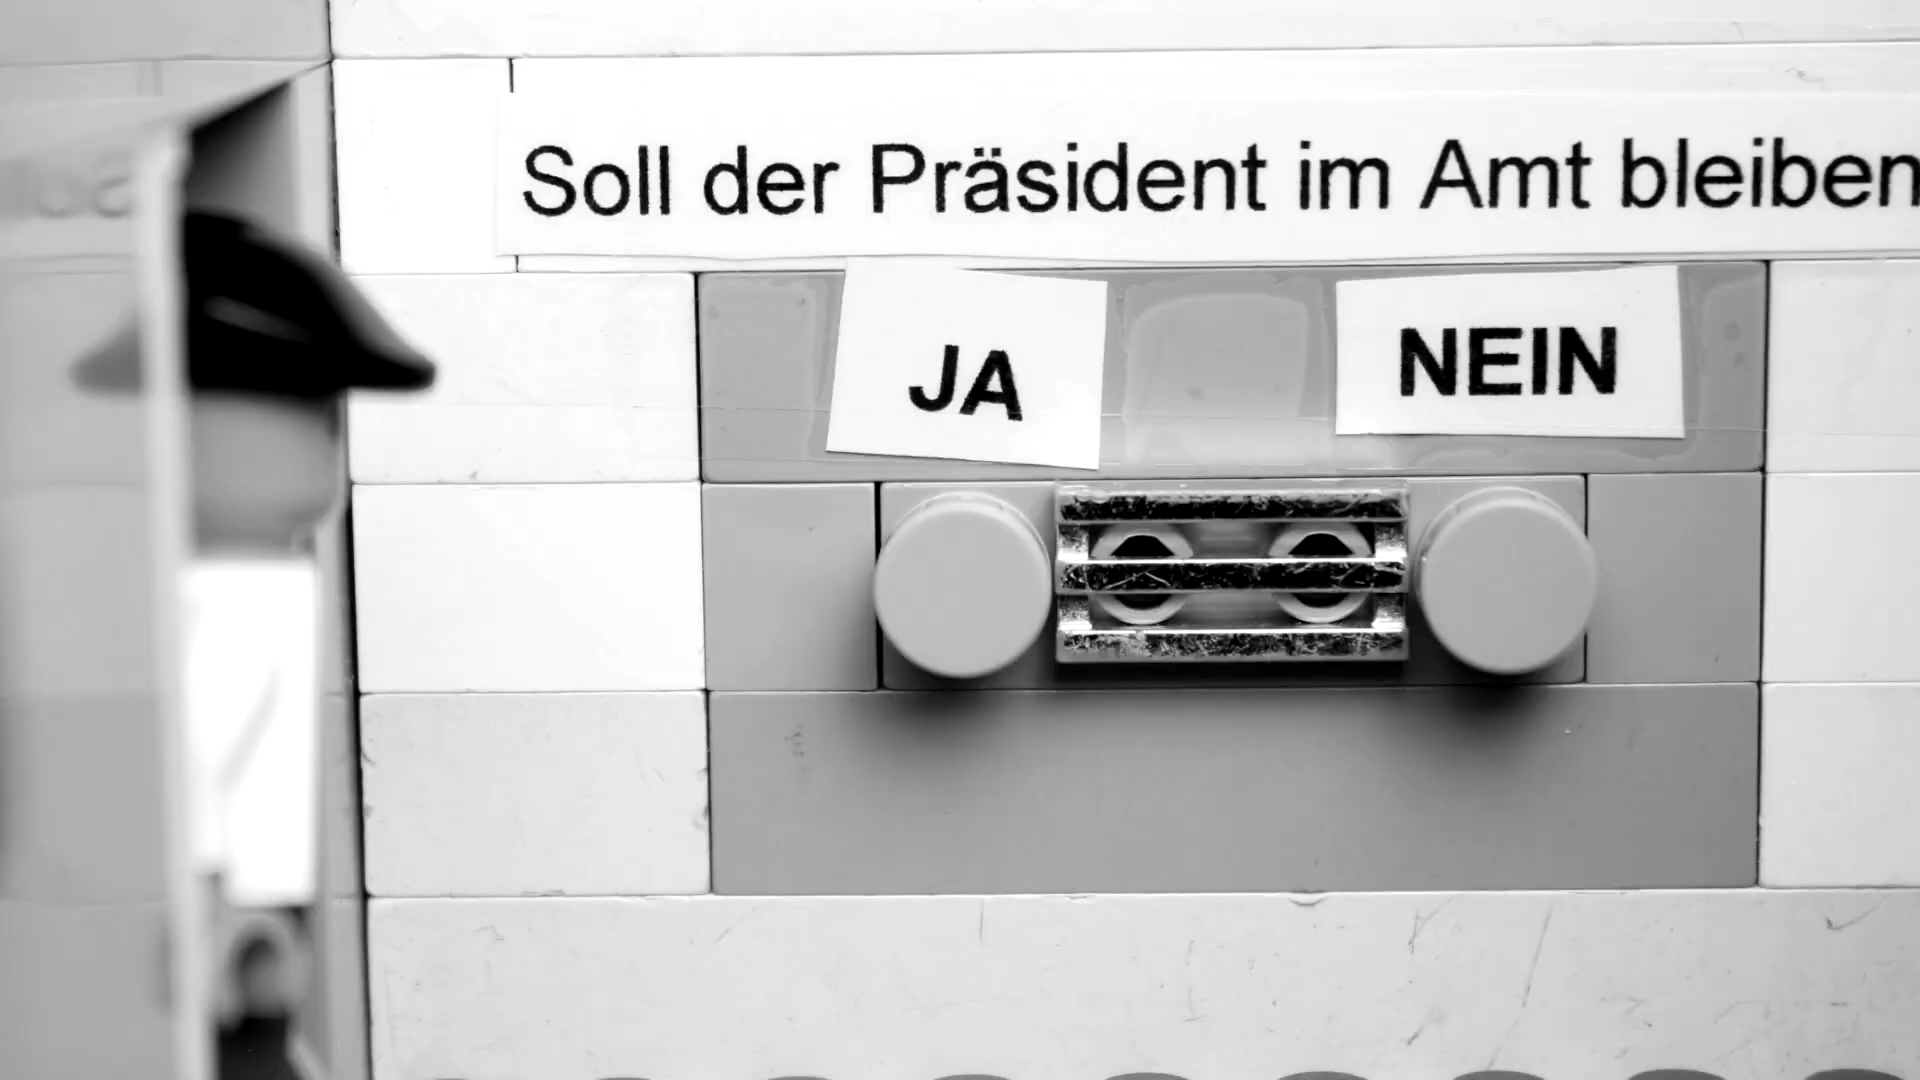 Soll der Präsident im Amt bleiben
JA
NEIN